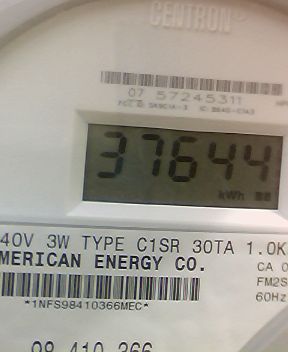 CENTRON®
07 57245311
37644
kWh
40V 3W TYPE C1SR 30TA 1.0K
MERICAN ENERGY CO.
CA 0
FM2S
60Hz
*1NFS98410366MEC*
98 410 366